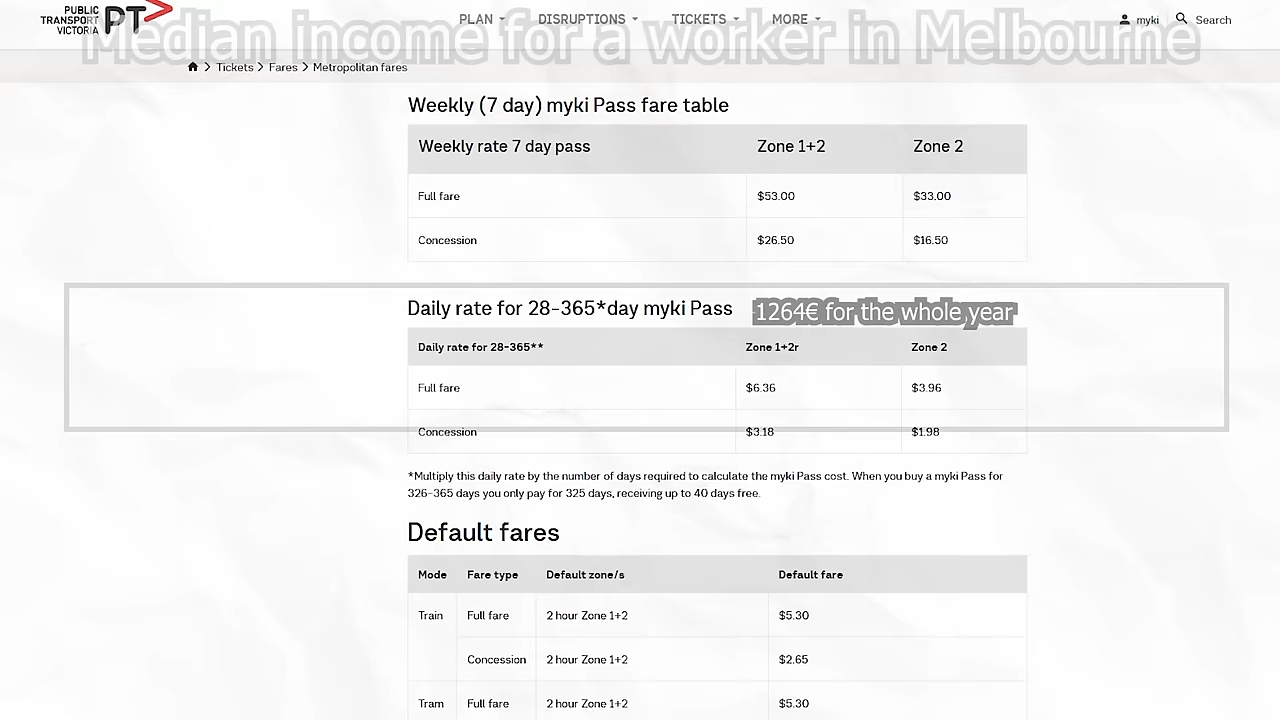 PUBLIC TRANSPORT VICTORIA PT
PLAN DISRUPTIONS TICKETS MORE myki Search
Median income for a worker in Melbourne
Tickets Fares Metropolitan fares
Weekly (7 day) myki Pass fare table
Weekly rate 7 day pass Zone 1+2 Zone 2
Full fare $53.00 $33.00
Concession $26.50 $16.50
Daily rate for 28-365*day myki Pass 1264€ for the whole year
Daily rate for 28-365** Zone 1+2r Zone 2
Full fare $6.36 $3.96
Concession $3.18 $1.98
*Multiply this daily rate by the number of days required to calculate the myki Pass cost. When you buy a myki Pass for
326-365 days you only pay for 325 days, receiving up to 40 days free.
Default fares
Mode Fare type Default zone/s Default fare
Train Full fare 2 hour Zone 1+2 $5.30
Concession 2 hour Zone 1+2 $2.65
Tram Full fare 2 hour Zone 1+2 $5.30